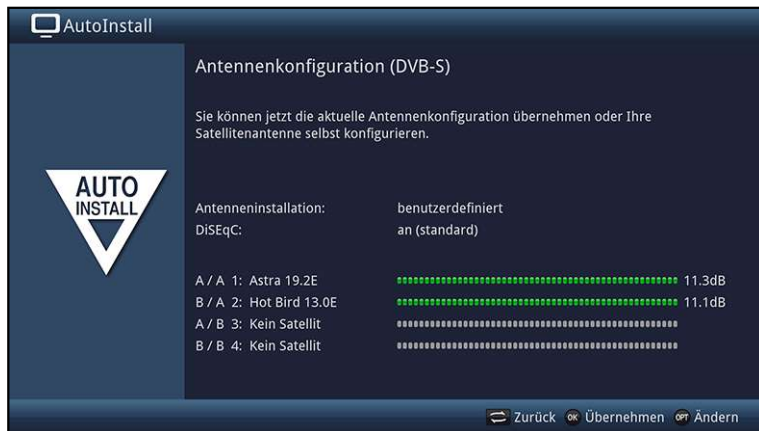 AutoInstall
Antennenkonfiguration (DVB-S)
Sie können jetzt die aktuelle Antennenkonfiguration übernehmen oder Ihre
Satellitenantenne selbst konfigurieren.
AUTO
INSTALL
Antenneninstallation: benutzerdefiniert
DiSEqC: an (standard)
A / A 1: Astra 19.2E 11.3dB
B / A 2: Hot Bird 13.0E 11.1dB
A / B 3: Kein Satellit
B / B 4: Kein Satellit
Zurück OK Übernehmen OPT Ändern